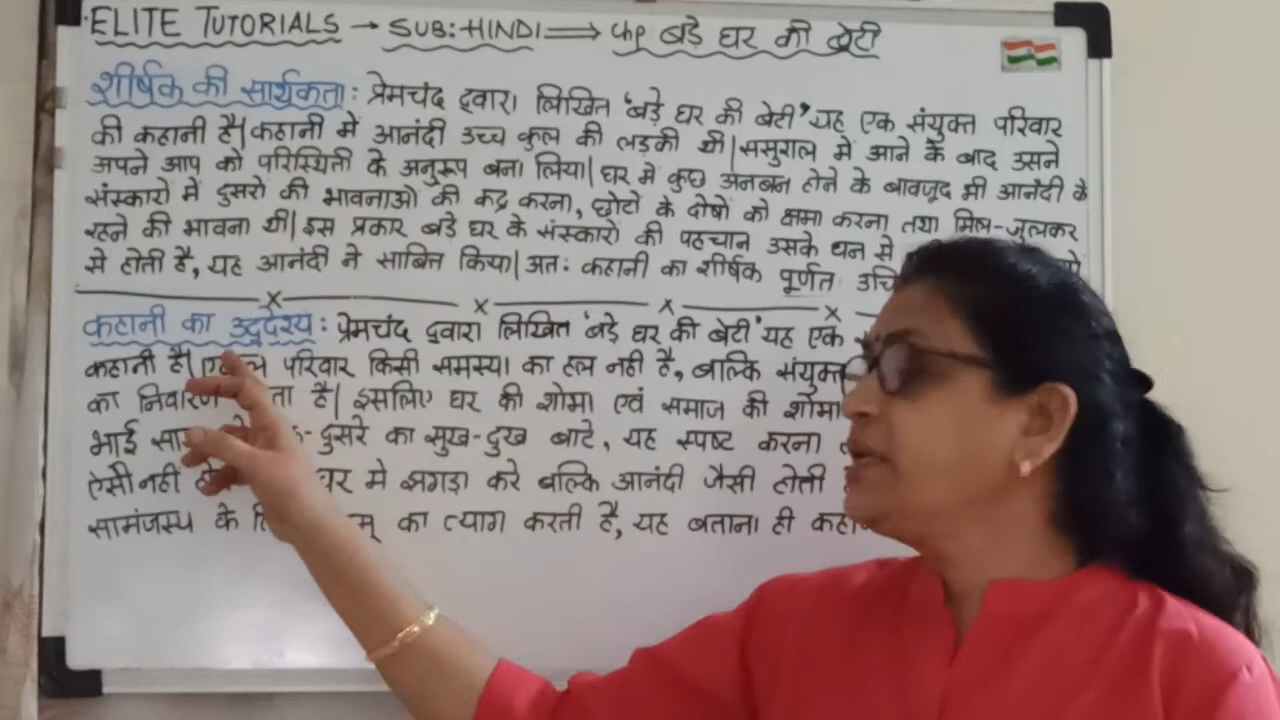 ELITE TUTORIALS → SUB:-HINDI ⟹ Chp बड़े घर की बेटी
शीर्षक की सार्थकता : प्रेमचंद द्वारा लिखित 'बड़े घर की बेटी' यह एक संयुक्त परिवार
की कहानी है| कहानी में आनंदी उच्च कुल की लड़की थी| ससुराल में आने के बाद उसने
अपने आप को परिस्थिती के अनुरूप बना लिया| घर में कुछ अनबन होने के बावजूद भी आनंदी के
संस्कारों में दुसरों की भावनाओं की कद्र करना, छोटों के दोषों को क्षमा करना तथा मिल-जुलकर
रहने की भावना थी| इस प्रकार बड़े घर के संस्कारों की पहचान उसके धन से
से होती है, यह आनंदी ने साबित किया| अतः कहानी का शीर्षक पूर्णत
कहानी का उद्देश्य : प्रेमचंद द्वारा लिखित 'बड़े घर की बेटी' यह एक
कहानी है| परिवार किसी समस्या का हल नही है, बाल्कि संयुक्त
का निवारण है| इसलिए घर की शोभा एवं समाज की शोभा
भाई दुसरे का सुख-दुख बाटे, यह स्पष्ट करना
ऐसी नही घर मे झगड़ा करे बल्कि आनंदी जैसी होती
सामंजस्य के का त्याग करती है, यह बताना ही